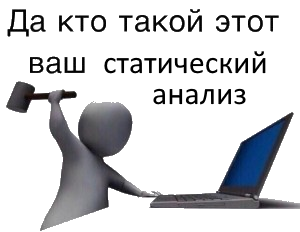 Да кто такой этот
ваш статический
анализ